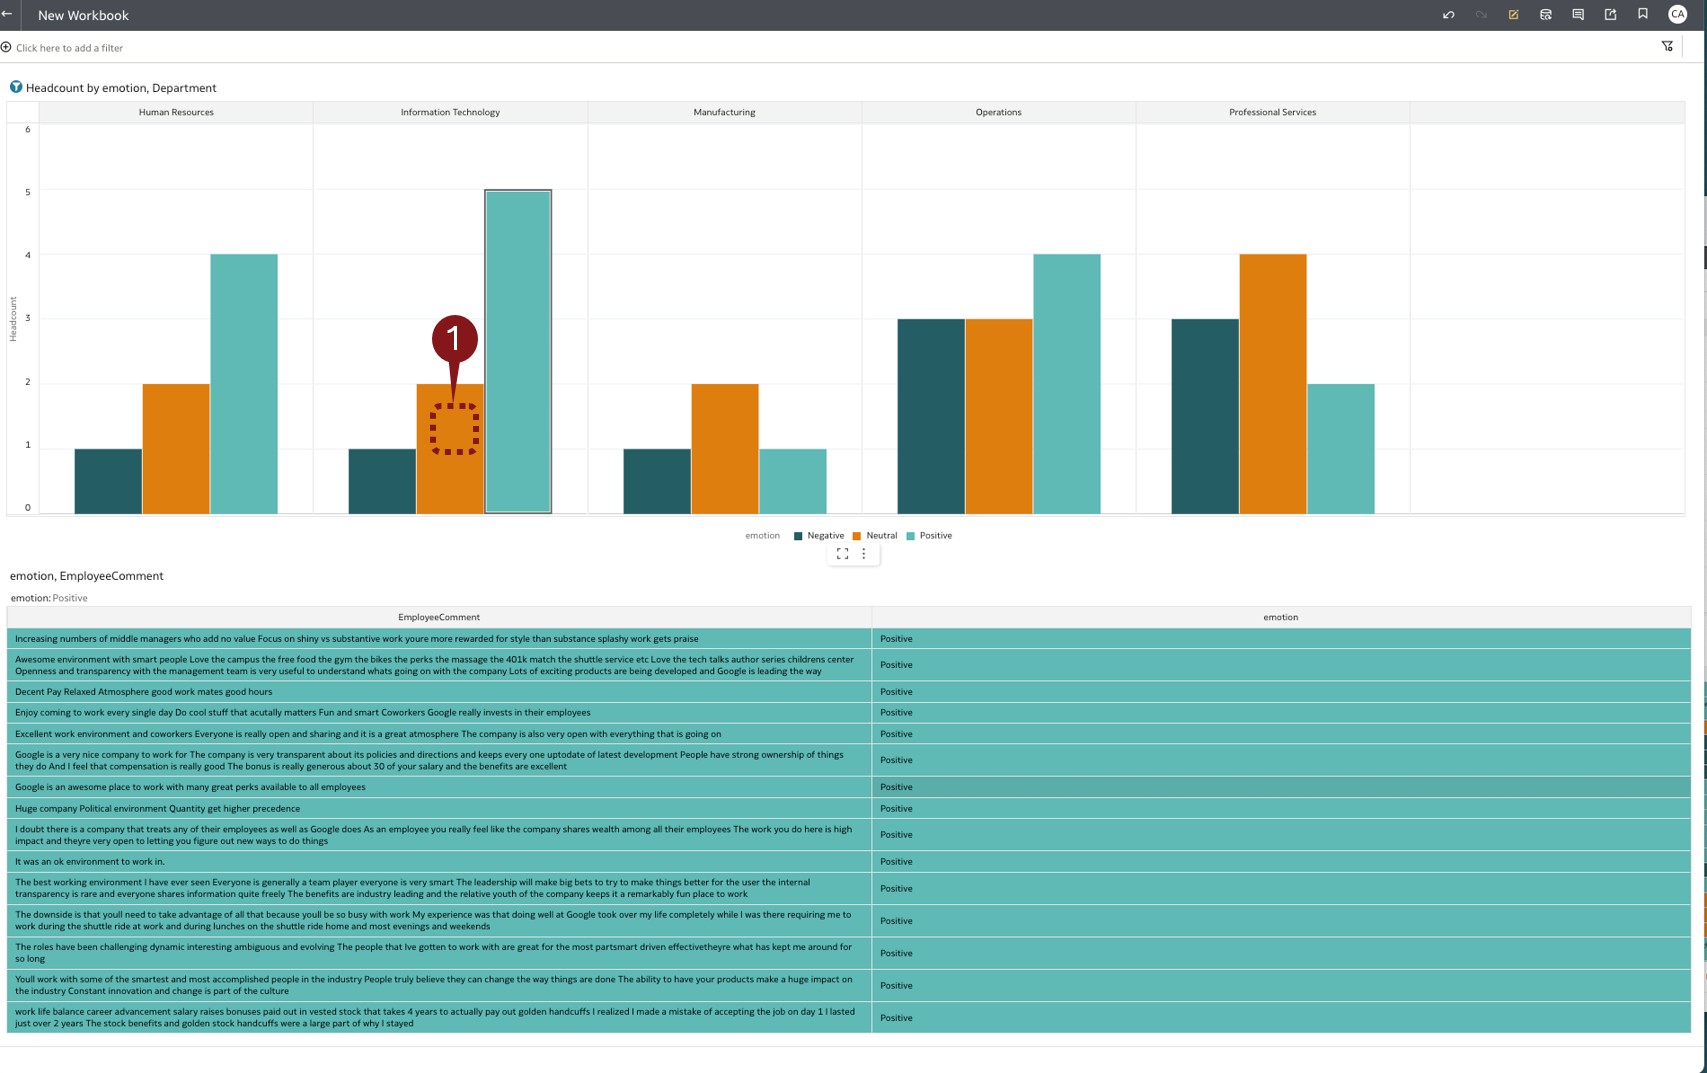 New Workbook
CA
Click here to add a filter
Headcount by emotion, Department
Human Resources
Information Technology
Manufacturing
Operations
Professional Services
6
5
4
3
2
1
0
Headcount
1
emotion Negative Neutral Positive
emotion, EmployeeComment
emotion: Positive
EmployeeComment emotion
Increasing numbers of middle managers who add no value Focus on shiny vs substantive work youre more rewarded for style than substance splashy work gets praise
Positive
Awesome environment with smart people Love the campus the free food the gym the bikes the perks the massage the 401k match the shuttle service etc Love the tech talks author series childrens center
Openness and transparency with the management team is very useful to understand whats going on with the company Lots of exciting products are being developed and Google is leading the way
Positive
Decent Pay Relaxed Atmosphere good work mates good hours
Positive
Enjoy coming to work every single day Do cool stuff that acutally matters Fun and smart Coworkers Google really invests in their employees
Positive
Excellent work environment and coworkers Everyone is really open and sharing and it is a great atmosphere The company is also very open with everything that is going on
Positive
Google is a very nice company to work for The company is very transparent about its policies and directions and keeps every one uptodate of latest development People have strong ownership of things
they do And I feel that compensation is really good The bonus is really generous about 30 of your salary and the benefits are excellent
Positive
Google is an awesome place to work with many great perks available to all employees
Positive
Huge company Political environment Quantity get higher precedence
Positive
I doubt there is a company that treats any of their employees as well as Google does As an employee you really feel like the company shares wealth among all their employees The work you do here is high
impact and theyre very open to letting you figure out new ways to do things
Positive
It was an ok environment to work in.
Positive
The best working environment I have ever seen Everyone is generally a team player everyone is very smart The leadership will make big bets to try to make things better for the user the internal
transparency is rare and everyone shares information quite freely The benefits are industry leading and the relative youth of the company keeps it a remarkably fun place to work
Positive
The downside is that youll need to take advantage of all that because youll be so busy with work My experience was that doing well at Google took over my life completely while I was there requiring me to
work during the shuttle ride at work and during lunches on the shuttle ride home and most evenings and weekends
Positive
The roles have been challenging dynamic interesting ambiguous and evolving The people that Ive gotten to work with are great for the most partsmart driven effectivetheyre what has kept me around for
so long
Positive
Youll work with some of the smartest and most accomplished people in the industry People truly believe they can change the way things are done The ability to have your products make a huge impact on
the industry Constant innovation and change is part of the culture
Positive
work life balance career advancement salary raises bonuses paid out in vested stock that takes 4 years to actually pay out golden handcuffs I realized I made a mistake of accepting the job on day 1 I lasted
just over 2 years The stock benefits and golden stock handcuffs were a large part of why I stayed
Positive